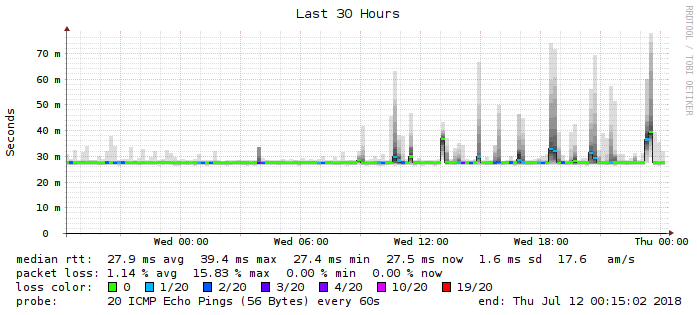 Last 30 Hours
RRDTOOL / TOBI OETIKER
Seconds
70 m
60 m
50 m
40 m
30 m
20 m
10 m
0
Wed 00:00 Wed 06:00 Wed 12:00 Wed 18:00 Thu 00:00
median rtt: 27.9 ms avg 39.4 ms max 27.4 ms min 27.5 ms now 1.6 ms sd 17.6 am/s
packet loss: 1.14 % avg 15.83 % max 0.00 % min 0.00 % now
loss color: 0 1/20 2/20 3/20 4/20 10/20 19/20
probe: 20 ICMP Echo Pings (56 Bytes) every 60s end: Thu Jul 12 00:15:02 2018